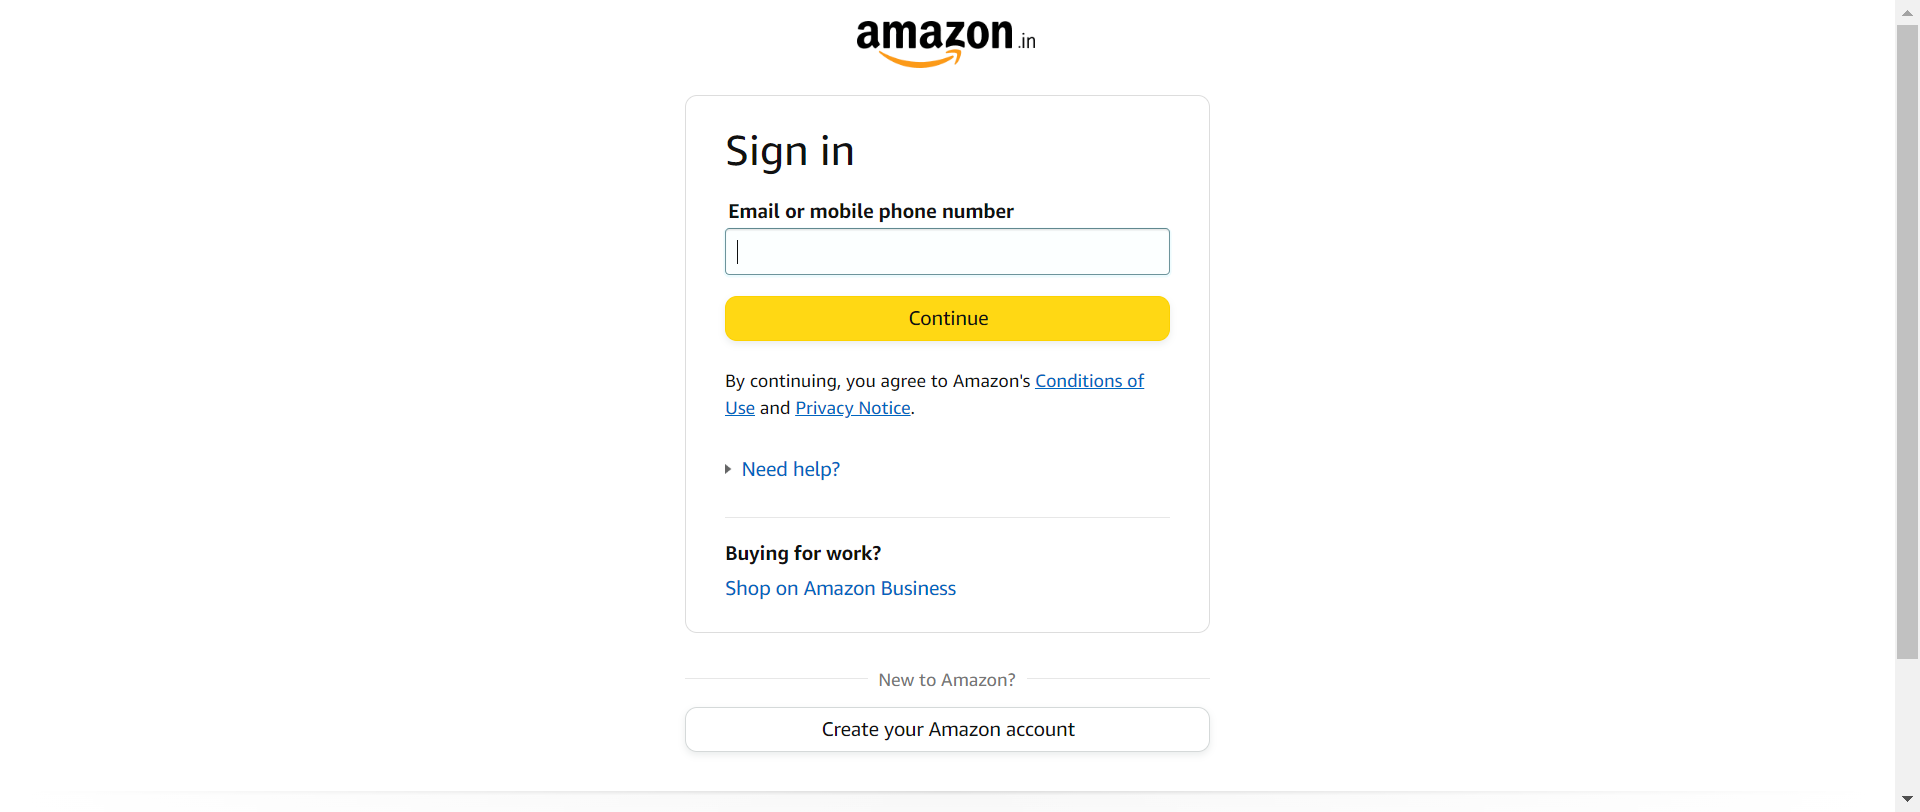 amazon.in
Sign in
Email or mobile phone number
Continue
By continuing, you agree to Amazon's Conditions of
Use and Privacy Notice.
Need help?
Buying for work?
Shop on Amazon Business
New to Amazon?
Create your Amazon account